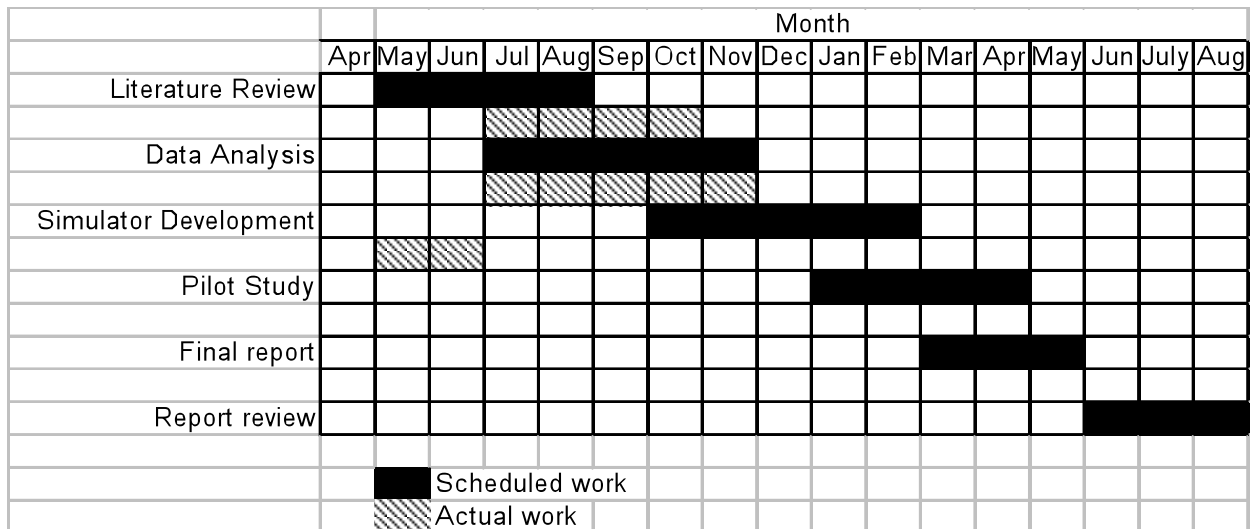 Month
Apr May Jun Jul Aug Sep Oct Nov Dec Jan Feb Mar Apr May Jun July Aug
Literature Review
Data Analysis
Simulator Development
Pilot Study
Final report
Report review
Scheduled work
Actual work